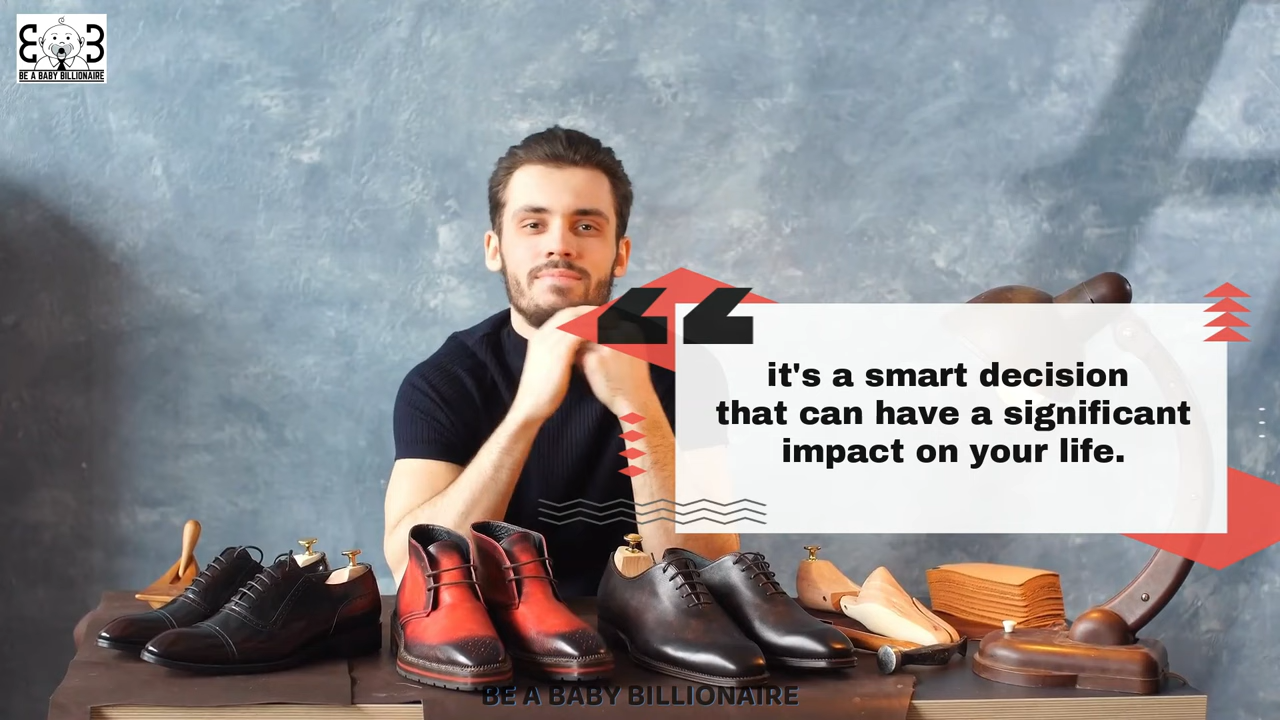 BE A BABY BILLIONAIRE
it's a smart decision
that can have a significant
impact on your life.
BE A BABY BILLIONAIRE